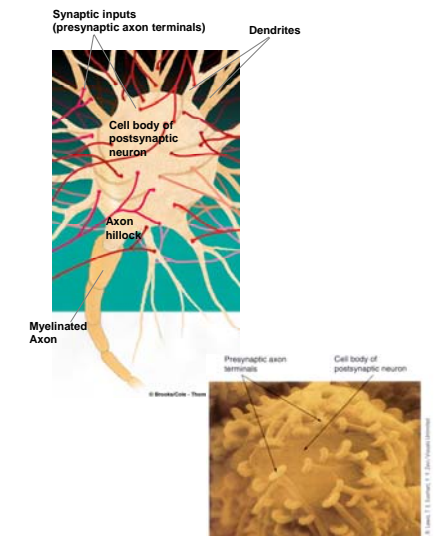 Synaptic inputs
(presynaptic axon terminals)
Dendrites
Cell body of
postsynaptic
neuron
Axon
hillock
Myelinated
Axon
© Brooks/Cole - Thom
Presynaptic axon
terminals
Cell body of
postsynaptic neuron